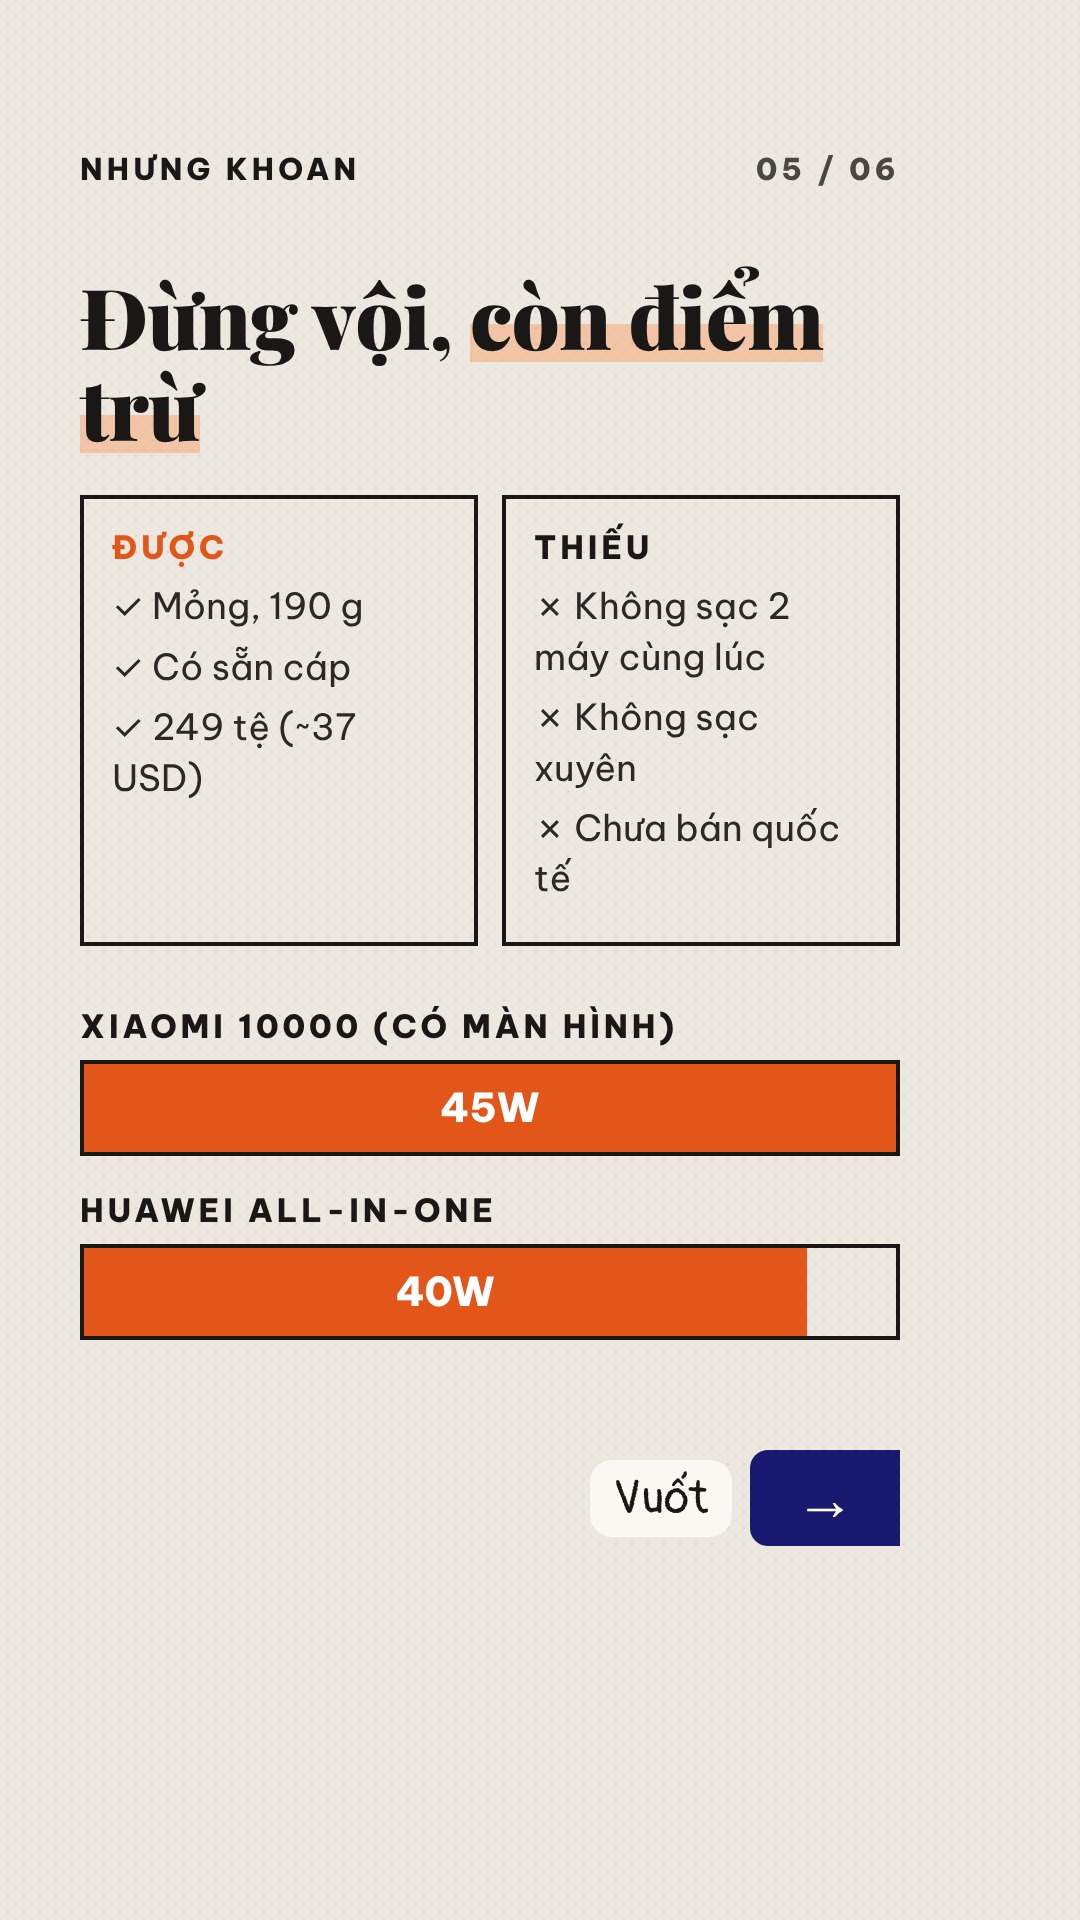 NHƯNG KHOAN
05 / 06
Đừng vội, còn điểm
trừ
ĐƯỢC
✓ Mỏng, 190 g
✓ Có sẵn cáp
✓ 249 tệ (~37
USD)
THIẾU
✕ Không sạc 2
máy cùng lúc
✕ Không sạc
xuyên
✕ Chưa bán quốc
tế
XIAOMI 10000 (CÓ MÀN HÌNH)
45W
HUAWEI ALL-IN-ONE
40W
Vuốt →